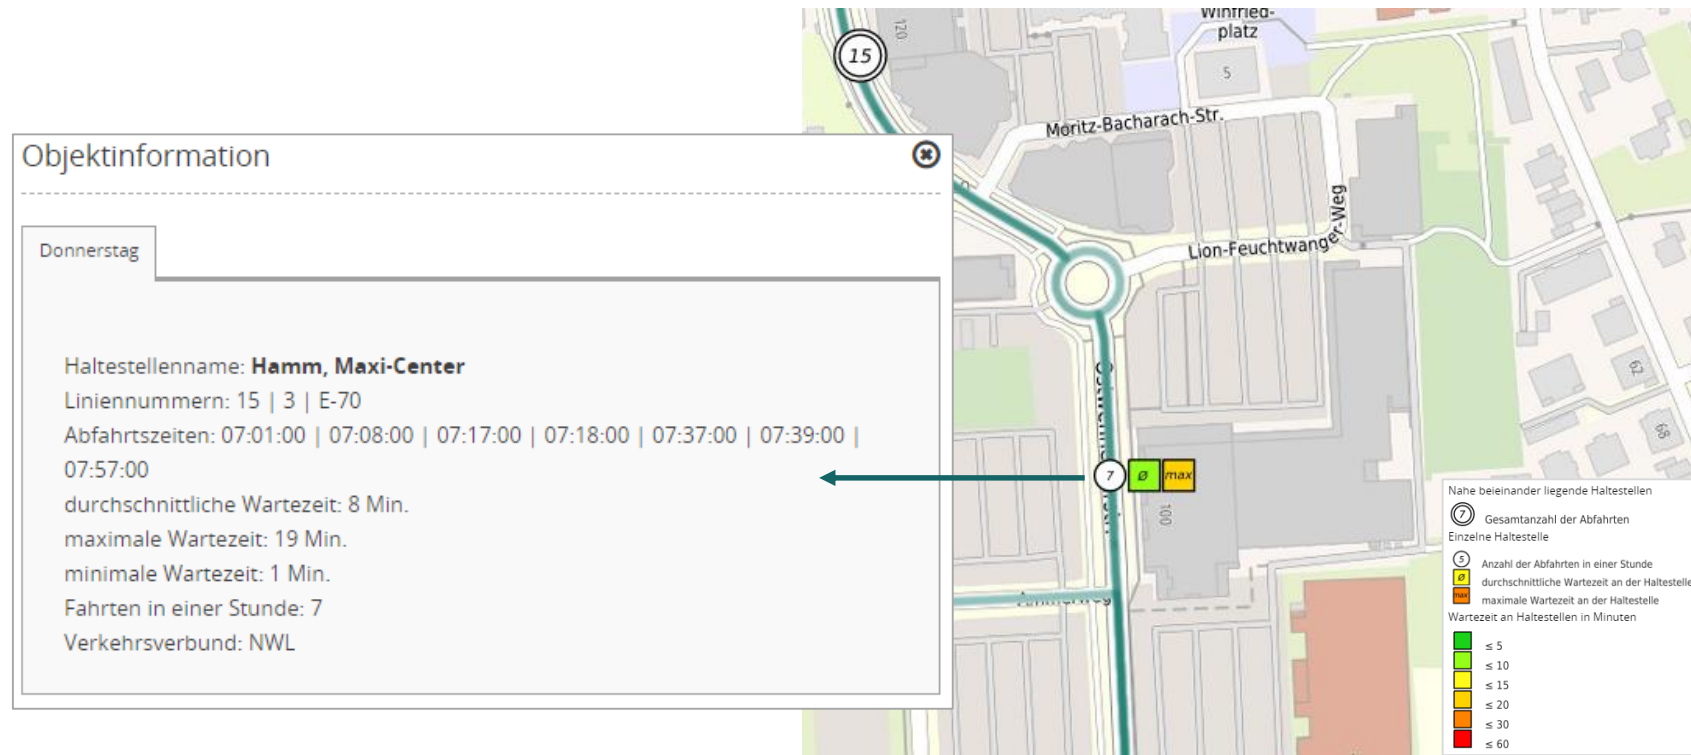 Objektinformation
Donnerstag
Haltestellenname: Hamm, Maxi-Center
Liniennummern: 15 | 3 | E-70
Abfahrtszeiten: 07:01:00 | 07:08:00 | 07:17:00 | 07:18:00 | 07:37:00 | 07:39:00 |
07:57:00
durchschnittliche Wartezeit: 8 Min.
maximale Wartezeit: 19 Min.
minimale Wartezeit: 1 Min.
Fahrten in einer Stunde: 7
Verkehrsverbund: NWL
15
120
Winfried-
platz
5
Moritz-Bacharach-Str.
Lion-Feuchtwanger-Weg
62
68
7
ø
max
100
Nahe beieinander liegende Haltestellen
7 Gesamtanzahl der Abfahrten
Einzelne Haltestelle
5 Anzahl der Abfahrten in einer Stunde
ø durchschnittliche Wartezeit an der Haltestelle
max maximale Wartezeit an der Haltestelle
Wartezeit an Haltestellen in Minuten
≤ 5
≤ 10
≤ 15
≤ 20
≤ 30
≤ 60